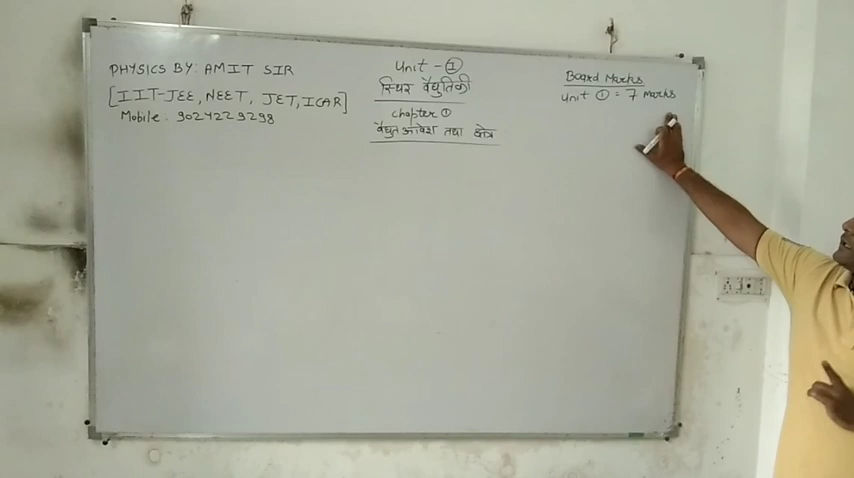 PHYSICS BY: AMIT SIR
[IIT-JEE, NEET, JET, ICAR]
Mobile. 9024229298
Unit - ①
स्थिर वैद्युतिकी
chapter ①
वैद्युत आवेश तथा क्षेत्र
Board Marks
Unit ① = 7 Marks